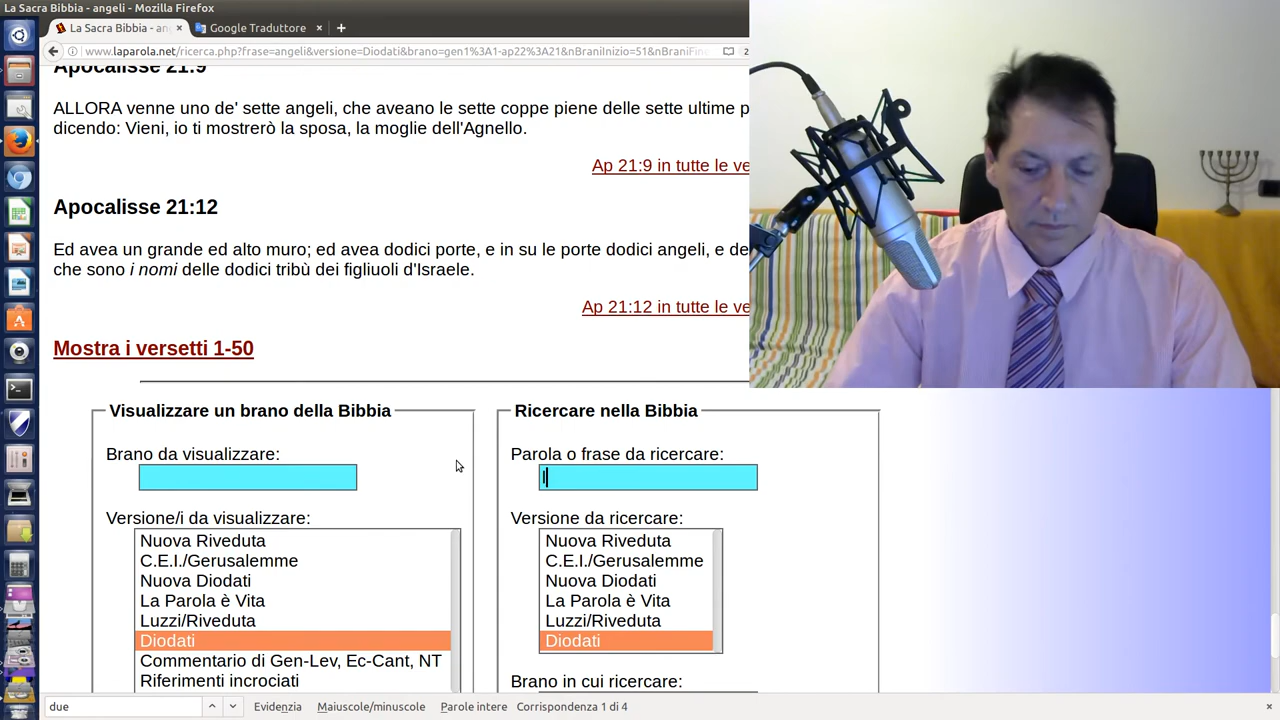 La Sacra Bibbia - angeli - Mozilla Firefox
La Sacra Bibbia - an
Google Traduttore
www.laparola.net/ricerca.php?frase=angeli&versione=Diodati&brano=gen1%3A1-ap22%3A21&nBraniInizio=51&nBraniFin
Apocalisse 21:9
ALLORA venne uno de' sette angeli, che aveano le sette coppe piene delle sette ultime p
dicendo: Vieni, io ti mostrerò la sposa, la moglie dell'Agnello.
Ap 21:9 in tutte le ve
Apocalisse 21:12
Ed avea un grande ed alto muro; ed avea dodici porte, e in su le porte dodici angeli, e de
che sono i nomi delle dodici tribù dei figliuoli d'Israele.
Ap 21:12 in tutte le ve
Mostra i versetti 1-50
Visualizzare un brano della Bibbia
Brano da visualizzare:
Versione/i da visualizzare:
Nuova Riveduta
C.E.I./Gerusalemme
Nuova Diodati
La Parola è Vita
Luzzi/Riveduta
Diodati
Commentario di Gen-Lev, Ec-Cant, NT
Riferimenti incrociati
Ricercare nella Bibbia
Parola o frase da ricercare:
Versione da ricercare:
Nuova Riveduta
C.E.I./Gerusalemme
Nuova Diodati
La Parola è Vita
Luzzi/Riveduta
Diodati
Brano in cui ricercare:
due
Evidenzia
Maiuscole/minuscole
Parole intere
Corrispondenza 1 di 4